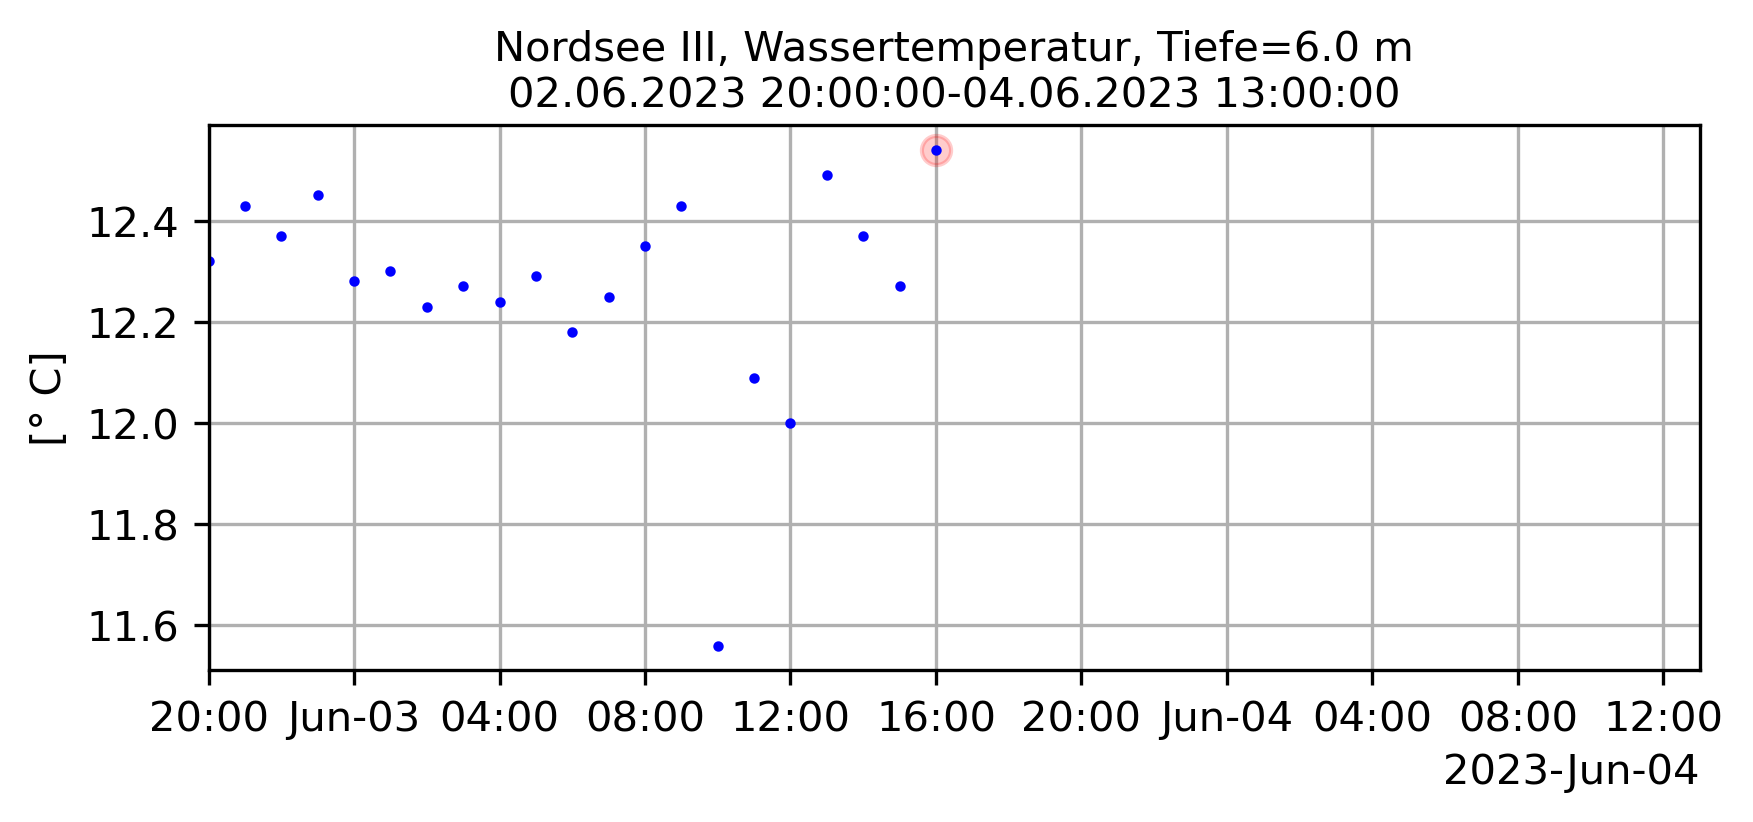 Nordsee III, Wassertemperatur, Tiefe=6.0 m
02.06.2023 20:00:00-04.06.2023 13:00:00
[° C]
12.4
12.2
12.0
11.8
11.6
20:00 Jun-03 04:00 08:00 12:00 16:00 20:00 Jun-04 04:00 08:00 12:00
2023-Jun-04